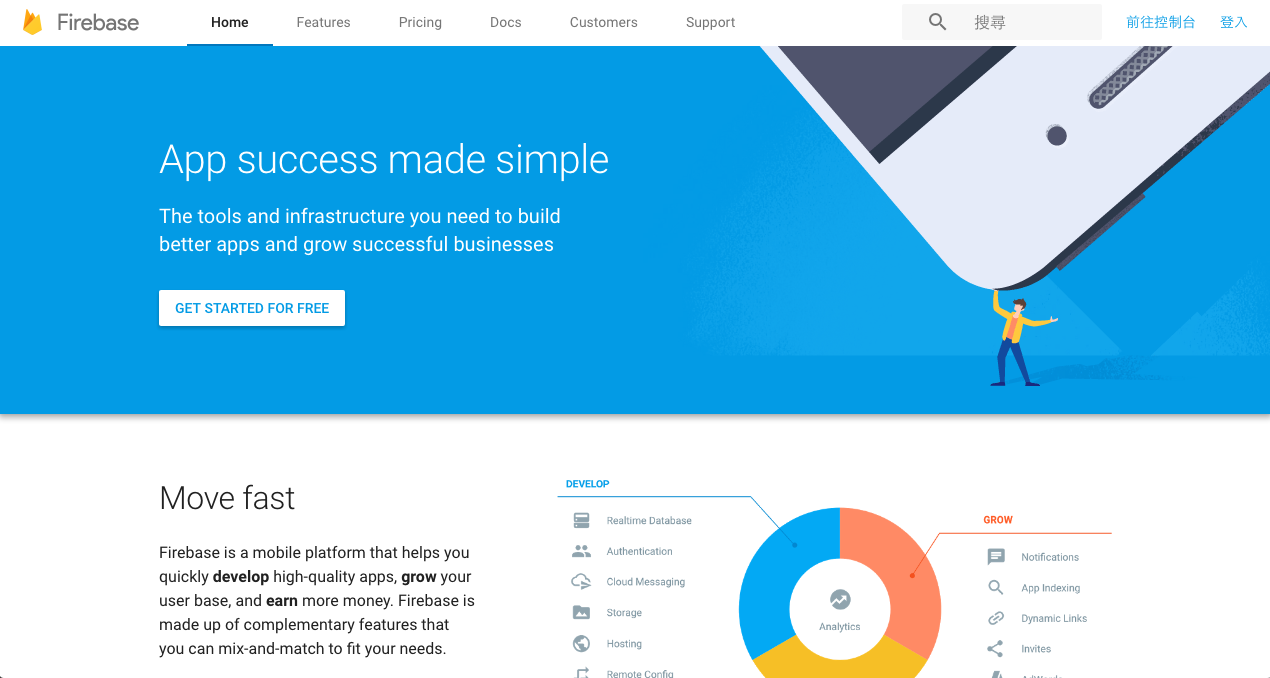 Firebase
Home
Features
Pricing
Docs
Customers
Support
搜尋
前往控制台
登入
App success made simple
The tools and infrastructure you need to build
better apps and grow successful businesses
GET STARTED FOR FREE
Move fast
Firebase is a mobile platform that helps you
quickly develop high-quality apps, grow your
user base, and earn more money. Firebase is
made up of complementary features that
you can mix-and-match to fit your needs.
DEVELOP
Realtime Database
Authentication
Cloud Messaging
Storage
Hosting
Remote Config
Analytics
GROW
Notifications
App Indexing
Dynamic Links
Invites